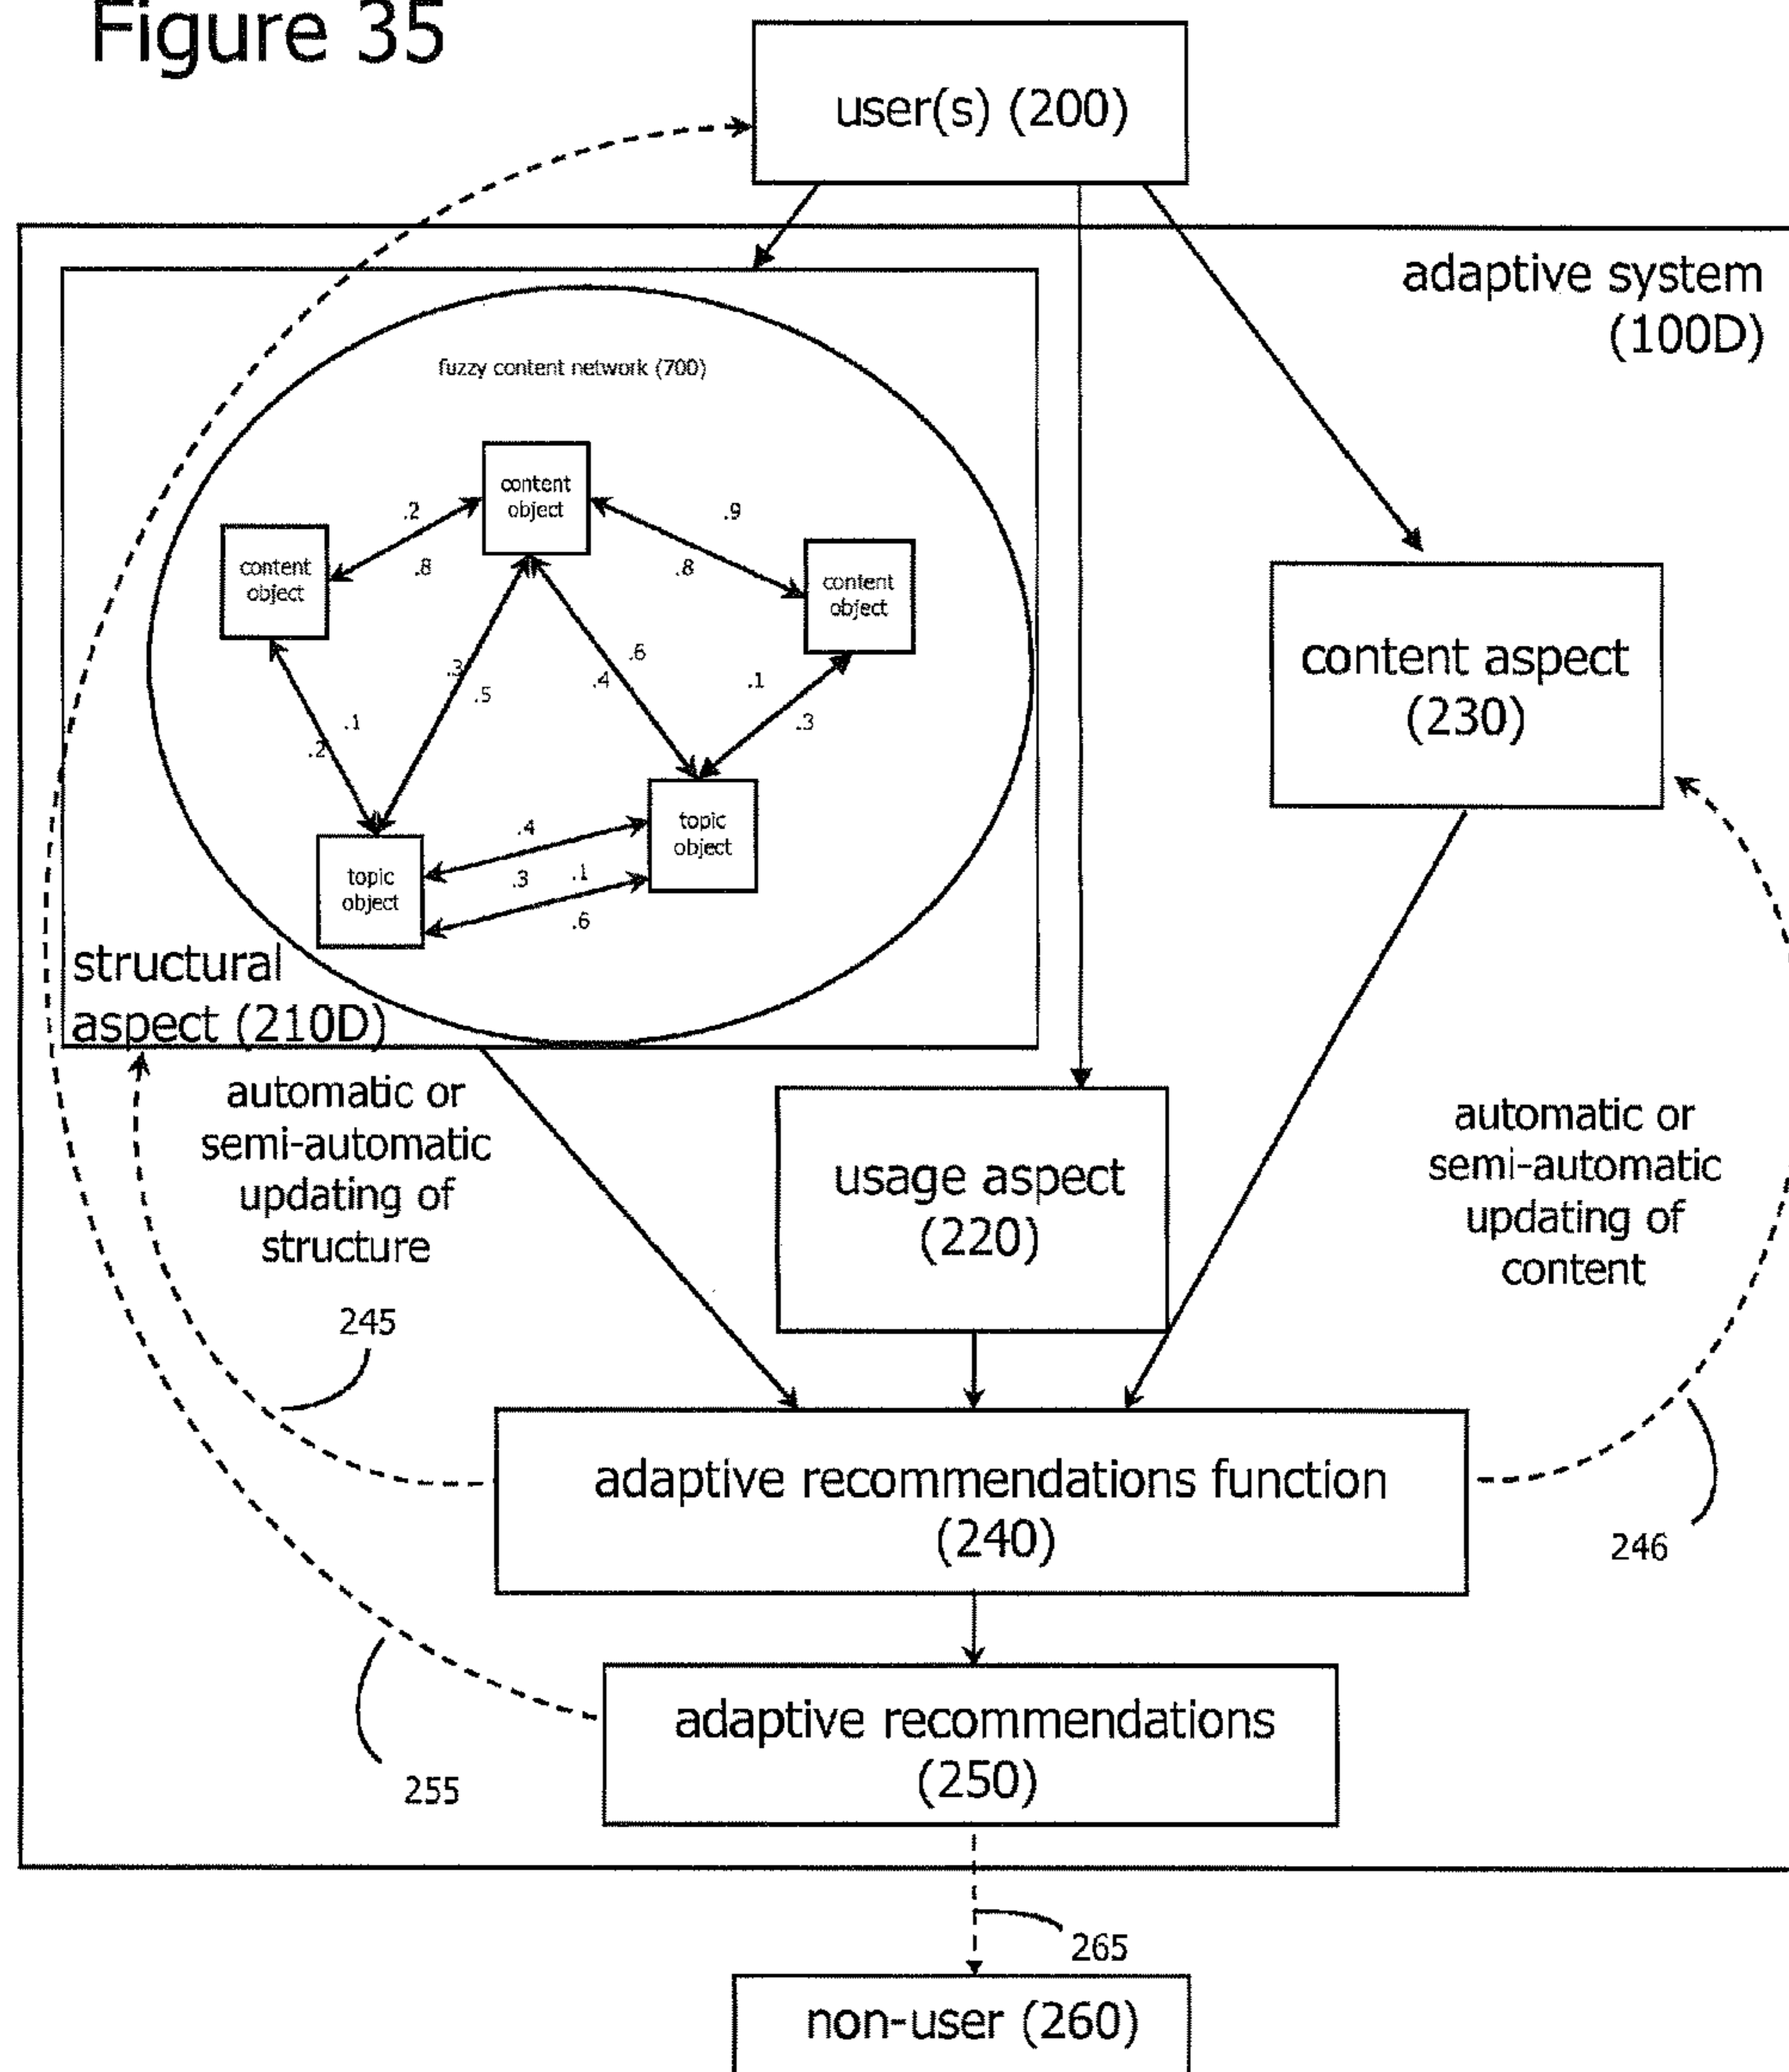 Figure 35
user(s) (200)
adaptive system
(100D)
fuzzy content network (700)
content
object
.2
.9
content
object
.8
.8
content
object
.3
.5
.6
.4
.1
.3
.1
.2
topic
object
.4
.3
.1
.6
topic
object
structural
aspect (210D)
content aspect
(230)
automatic or
semi-automatic
updating of
structure
usage aspect
(220)
automatic or
semi-automatic
updating of
content
245
adaptive recommendations function
(240)
246
adaptive recommendations
(250)
255
265
non-user (260)